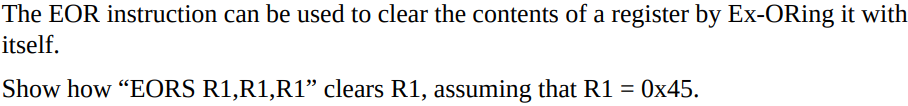 The EOR instruction can be used to clear the contents of a register by Ex-ORing it with
itself.
Show how “EORS R1,R1,R1” clears R1, assuming that R1 = 0x45.